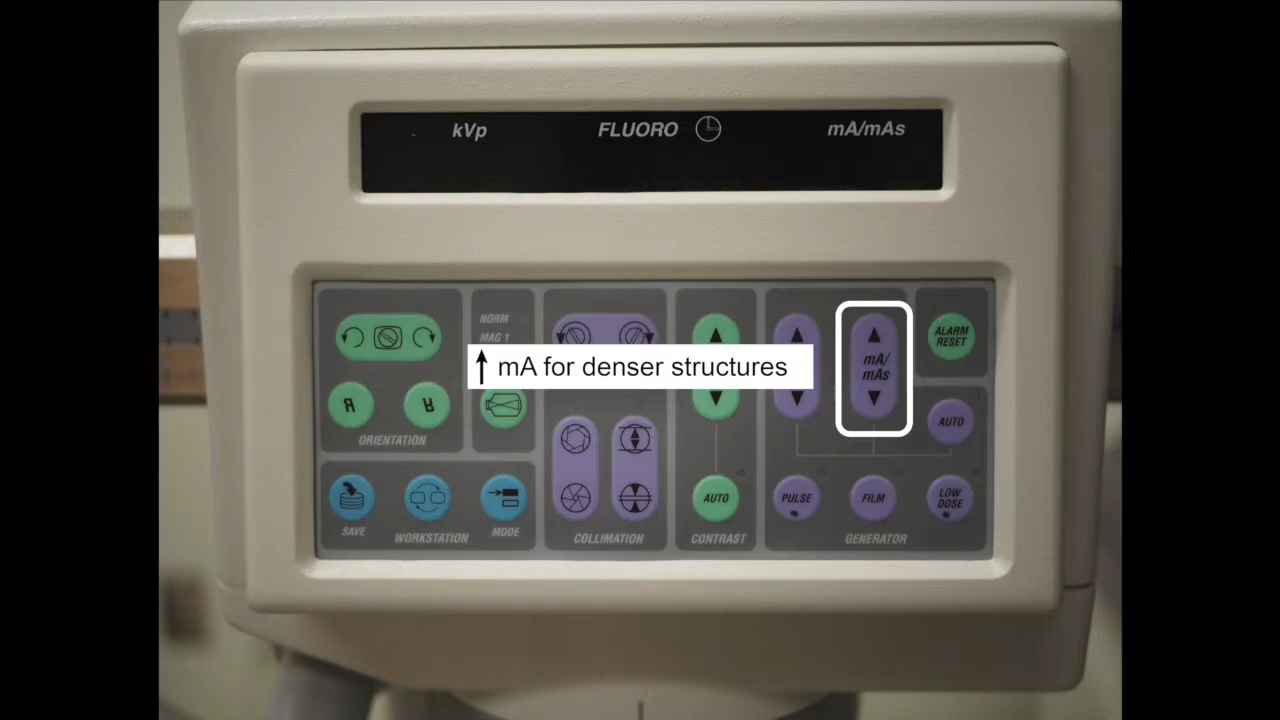 kVp FLUORO mA/mAs
NORM
MAG 1
↑ mA for denser structures
mA/
mAs
ALARM
RESET
R R
ORIENTATION
AUTO
AUTO PULSE FILM LOW
DOSE
SAVE WORKSTATION MODE COLLIMATION CONTRAST GENERATOR